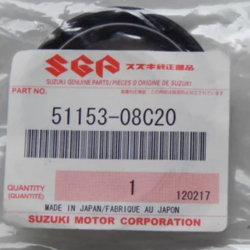 SGP スズキ純正部品
SUZUKI GENUINE PARTS/PIECES D'ORIGINE DE SUZUKI
PART NO.
51153-08C20
QUANTITY
(QUANTITÉ)
1
120217
MADE IN JAPAN/FABRIQUE AU JAPON
SUZUKI MOTOR CORPORATION